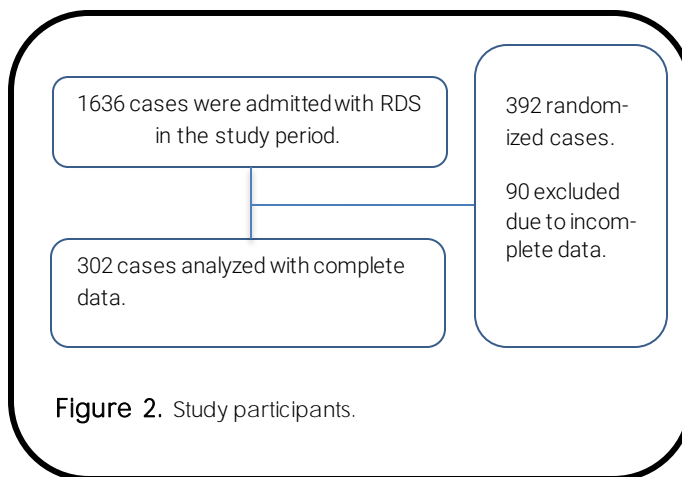 1636 cases were admitted with RDS
in the study period.
392 random-
ized cases.
90 excluded
due to incom-
plete data.
302 cases analyzed with complete
data.
Figure 2. Study participants.